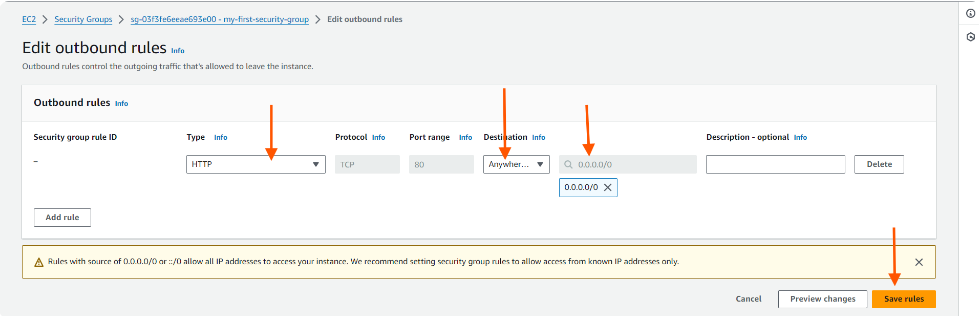 EC2 > Security Groups > sg-03f3fe6eeae693e00 - my-first-security-group > Edit outbound rules
Edit outbound rules Info
Outbound rules control the outgoing traffic that's allowed to leave the instance.
Outbound rules Info
Security group rule ID Type Info Protocol Info Port range Info Destination Info Description - optional Info
– HTTP TCP 80 Anywher... 0.0.0.0/0 Delete
0.0.0.0/0
Add rule
Rules with source of 0.0.0.0/0 or ::/0 allow all IP addresses to access your instance. We recommend setting security group rules to allow access from known IP addresses only.
Cancel Preview changes Save rules